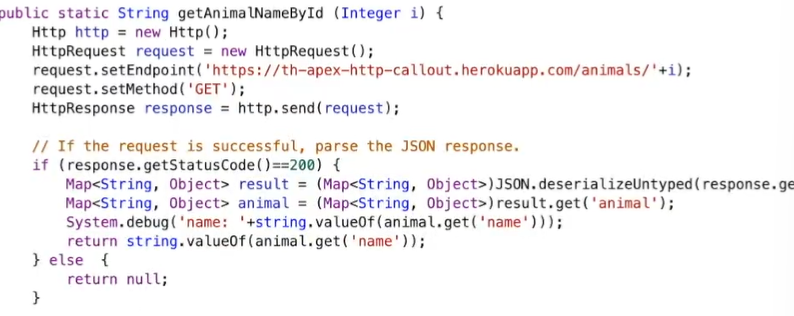 public static String getAnimalNameById (Integer i) {
Http http = new Http();
HttpRequest request = new HttpRequest();
request.setEndpoint('https://th-apex-http-callout.herokuapp.com/animals/'+i);
request.setMethod('GET');
HttpResponse response = http.send(request);
// If the request is successful, parse the JSON response.
if (response.getStatusCode()==200) {
Map<String, Object> result = (Map<String, Object>)JSON.deserializeUntyped(response.ge
Map<String, Object> animal = (Map<String, Object>)result.get('animal');
System.debug('name: '+string.valueOf(animal.get('name')));
return string.valueOf(animal.get('name'));
} else  {
return null;
}